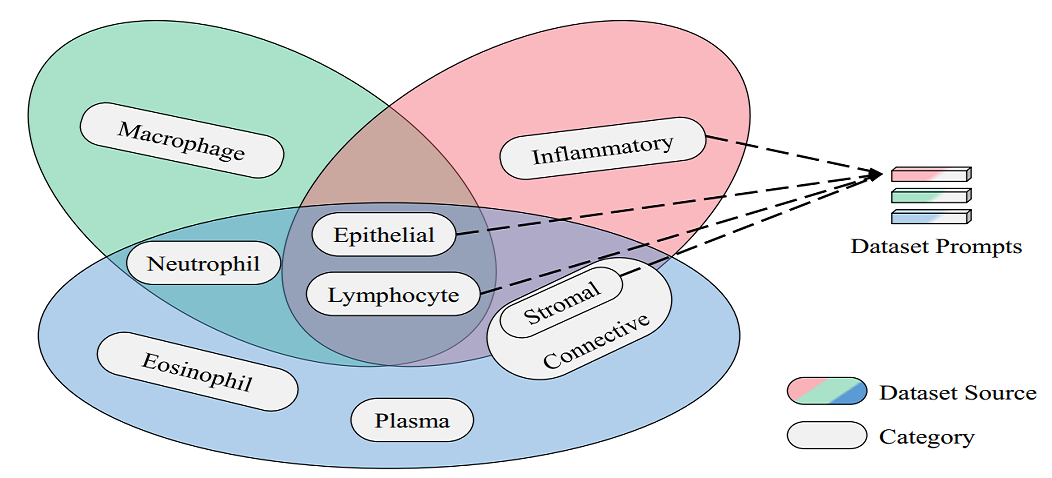 Macrophage
Inflammatory
Epithelial
Dataset Prompts
Neutrophil
Lymphocyte
Stromal
Connective
Eosinophil
Plasma
Dataset Source
Category